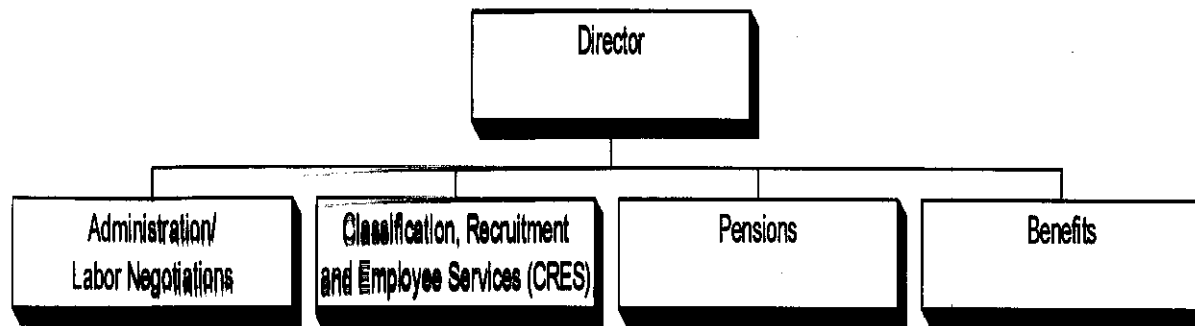 Director
Administration/
Labor Negotiations
Classification, Recruitment
and Employee Services (CRES)
Pensions
Benefits